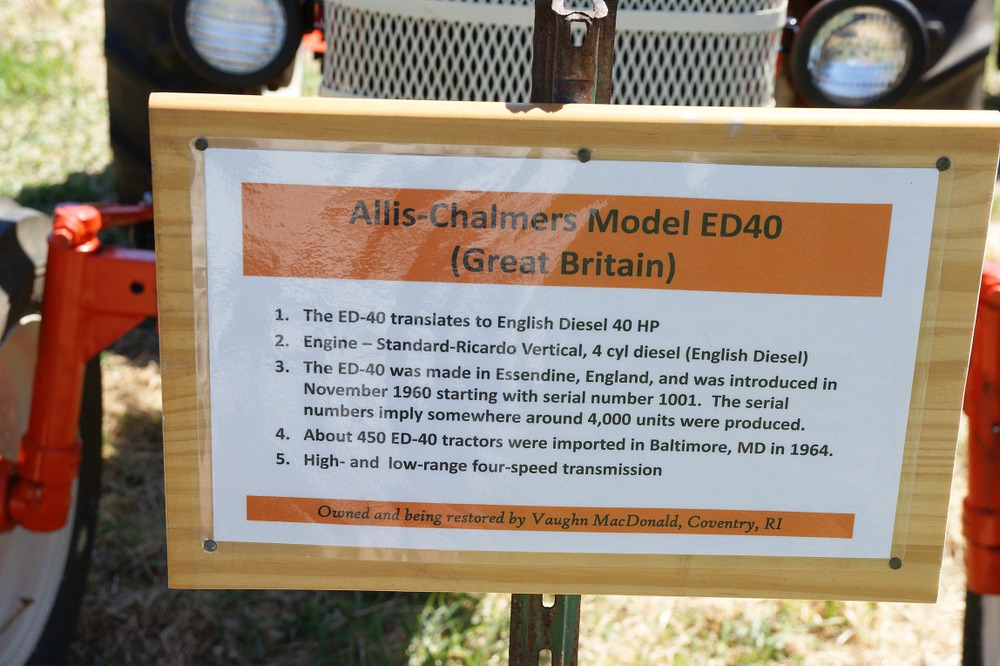 Allis-Chalmers Model ED40
(Great Britain)
1. The ED-40 translates to English Diesel 40 HP
2. Engine – Standard-Ricardo Vertical, 4 cyl diesel (English Diesel)
3. The ED-40 was made in Essendine, England, and was introduced in
November 1960 starting with serial number 1001. The serial
numbers imply somewhere around 4,000 units were produced.
4. About 450 ED-40 tractors were imported in Baltimore, MD in 1964.
5. High- and low-range four-speed transmission
Owned and being restored by Vaughn MacDonald, Coventry, RI